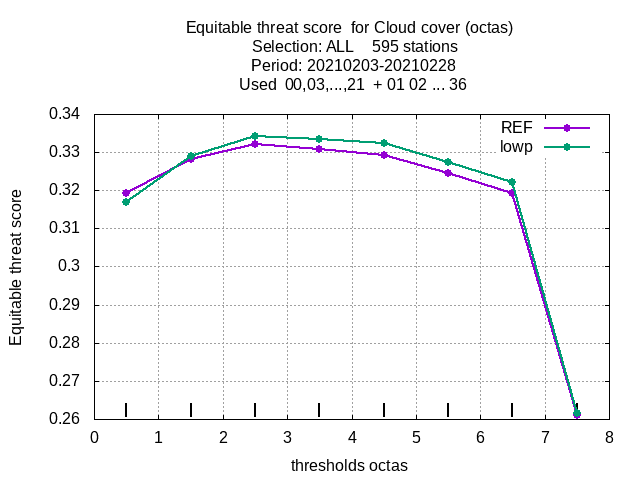 Equitable threat score  for Cloud cover (octas)
Selection: ALL    595 stations
Period: 20210203-20210228
Used  00,03,...,21  + 01 02 ... 36
0.34
0.33
0.32
0.31
0.3
0.29
0.28
0.27
0.26
Equitable threat score
REF
lowp
0 1 2 3 4 5 6 7 8
thresholds octas